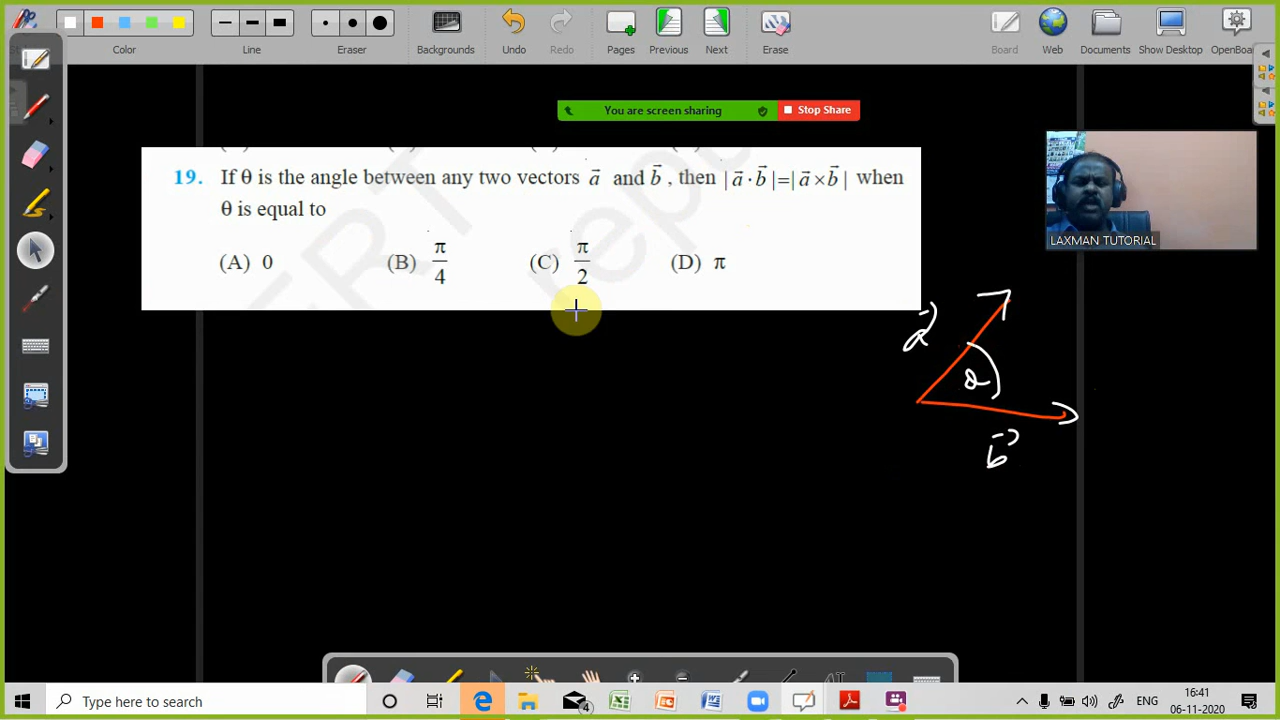 Color
Line
Eraser
Backgrounds
Undo
Redo
Pages
Previous
Next
Erase
Board
Web
Documents
Show Desktop
OpenBoa
You are screen sharing
Stop Share
19. If θ is the angle between any two vectors a⃗ and b⃗, then |a⃗·b⃗|=|a⃗×b⃗| when
θ is equal to
(A) 0 (B) π/4 (C) π/2 (D) π
LAXMAN TUTORIAL
a⃗
b⃗
Type here to search
4
ENG
16:41
06-11-2020